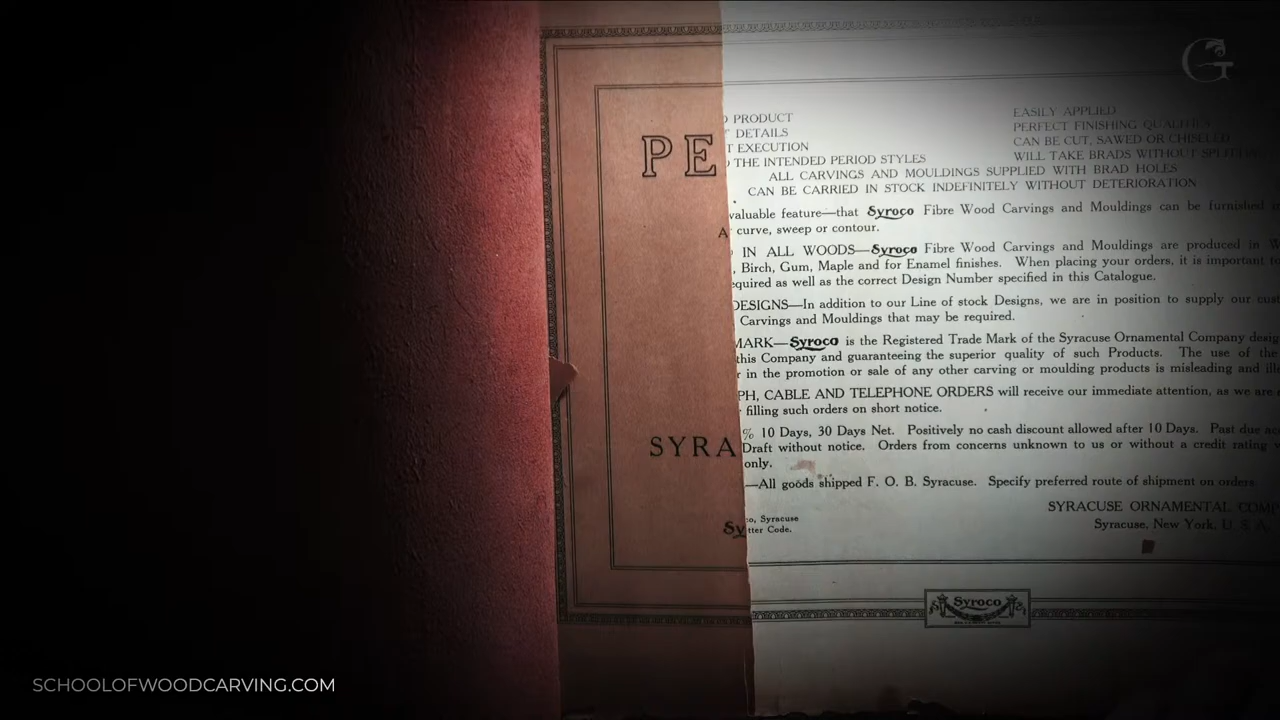 G
PE
SYRA
Sy
PRODUCT
DETAILS
EXECUTION
THE INTENDED PERIOD STYLES
EASILY APPLIED
PERFECT FINISHING QUALITIES
CAN BE CUT, SAWED OR CHISELED
WILL TAKE BRADS WITHOUT
ALL CARVINGS AND MOULDINGS SUPPLIED WITH BRAD HOLES
CAN BE CARRIED IN STOCK INDEFINITELY WITHOUT DETERIORATION
valuable feature—that Syroco Fibre Wood Carvings and Mouldings can be furnished
curve, sweep or contour.
IN ALL WOODS—Syroco Fibre Wood Carvings and Mouldings are produced in
, Birch, Gum, Maple and for Enamel finishes. When placing your orders, it is important to
equired as well as the correct Design Number specified in this Catalogue.
DESIGNS—In addition to our Line of stock Designs, we are in position to supply our
Carvings and Mouldings that may be required.
MARK—Syroco is the Registered Trade Mark of the Syracuse Ornamental Company
this Company and guaranteeing the superior quality of such Products. The use of the
r in the promotion or sale of any other carving or moulding products is misleading and
PH, CABLE AND TELEPHONE ORDERS will receive our immediate attention, as we are
filling such orders on short notice.
% 10 Days, 30 Days Net. Positively no cash discount allowed after 10 Days. Past due
Draft without notice. Orders from concerns unknown to us or without a credit rating
only.
—All goods shipped F. O. B. Syracuse. Specify preferred route of shipment on orders
SYRACUSE ORNAMENTAL
Syracuse, New York, U. S. A.
co, Syracuse
tter Code.
Syroco
SCHOOLOFWOODCARVING.COM